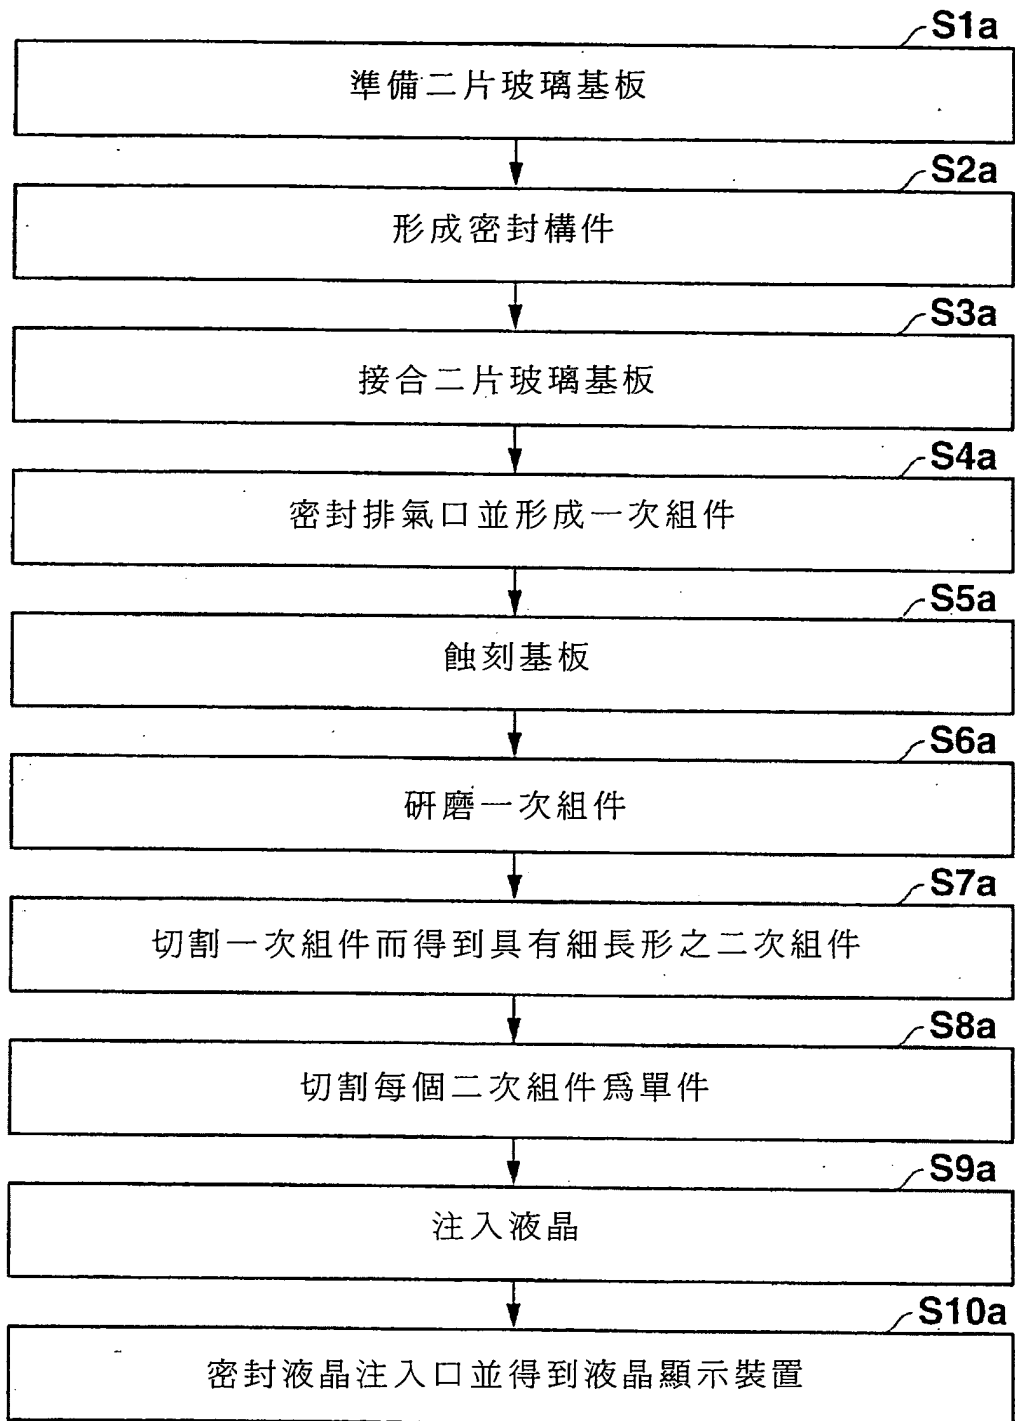 S1a
準備二片玻璃基板
S2a
形成密封構件
S3a
接合二片玻璃基板
S4a
密封排氣口並形成一次組件
S5a
蝕刻基板
S6a
研磨一次組件
S7a
切割一次組件而得到具有細長形之二次組件
S8a
切割每個二次組件爲單件
S9a
注入液晶
S10a
密封液晶注入口並得到液晶顯示裝置